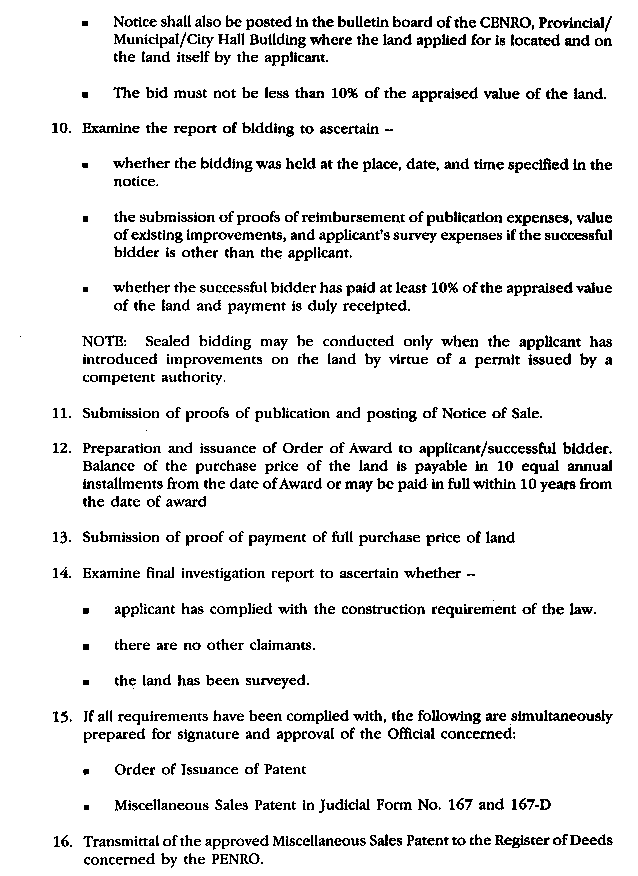 ▪ Notice shall also be posted in the bulletin board of the CENRO, Provincial/
Municipal/City Hall Building where the land applied for is located and on
the land itself by the applicant.
▪ The bid must not be less than 10% of the appraised value of the land.
10. Examine the report of bidding to ascertain --
▪ whether the bidding was held at the place, date, and time specified in the
notice.
▪ the submission of proofs of reimbursement of publication expenses, value
of existing improvements, and applicant's survey expenses if the successful
bidder is other than the applicant.
▪ whether the successful bidder has paid at least 10% of the appraised value
of the land and payment is duly receipted.
NOTE: Sealed bidding may be conducted only when the applicant has
introduced improvements on the land by virtue of a permit issued by a
competent authority.
11. Submission of proofs of publication and posting of Notice of Sale.
12. Preparation and issuance of Order of Award to applicant/successful bidder.
Balance of the purchase price of the land is payable in 10 equal annual
installments from the date of Award or may be paid in full within 10 years from
the date of award
13. Submission of proof of payment of full purchase price of land
14. Examine final investigation report to ascertain whether --
▪ applicant has complied with the construction requirement of the law.
▪ there are no other claimants.
▪ the land has been surveyed.
15. If all requirements have been complied with, the following are simultaneously
prepared for signature and approval of the Official concerned:
▪ Order of Issuance of Patent
▪ Miscellaneous Sales Patent in Judicial Form No. 167 and 167-D
16. Transmittal of the approved Miscellaneous Sales Patent to the Register of Deeds
concerned by the PENRO.